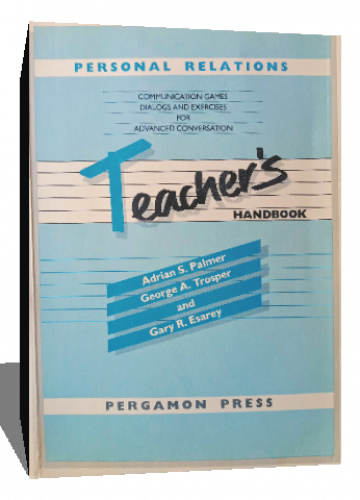 PERSONAL RELATIONS
COMMUNICATION GAMES
DIALOGS AND EXERCISES
FOR
ADVANCED CONVERSATION
Teacher's
HANDBOOK
Adrian S. Palmer
George A. Trosper
and
Gary R. Esarey
PERGAMON PRESS